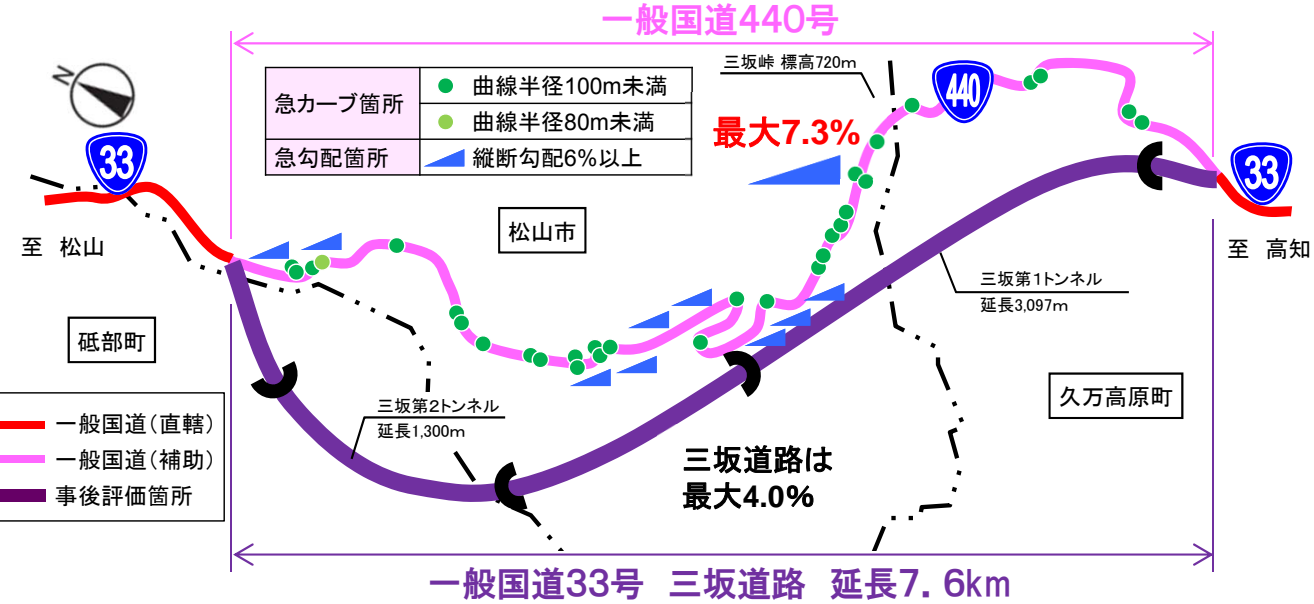 一般国道440号
N
三坂峠 標高720m
急カーブ箇所
曲線半径100m未満
曲線半径80m未満
急勾配箇所
縦断勾配6%以上
440
最大7.3%
33
33
松山市
至 松山
至 高知
三坂第1トンネル
延長3,097m
砥部町
久万高原町
一般国道(直轄)
一般国道(補助)
事後評価箇所
三坂第2トンネル
延長1,300m
三坂道路は
最大4.0%
一般国道33号 三坂道路 延長7.6km